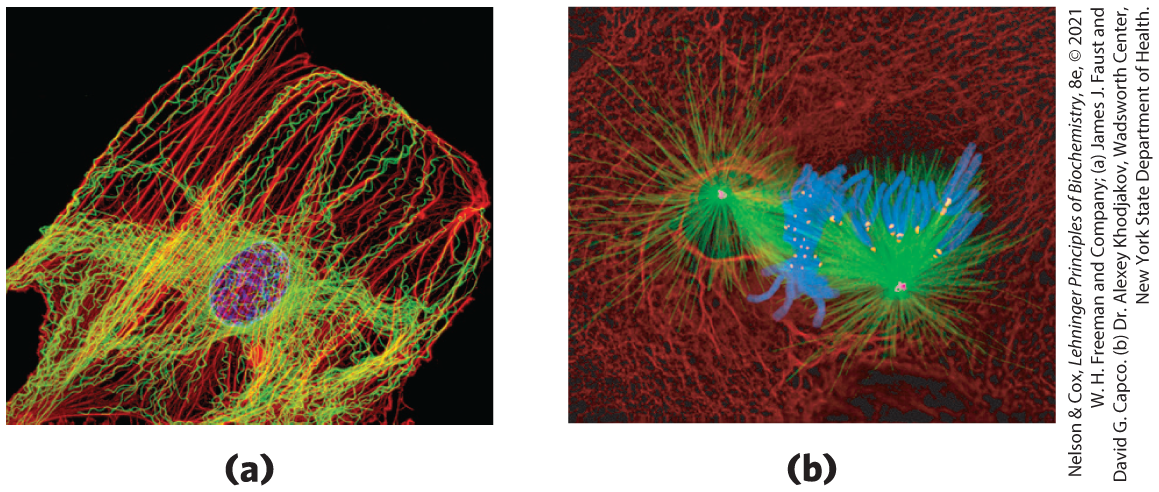 (a)
(b)
Nelson & Cox, Lehninger Principles of Biochemistry, 8e, © 2021
W. H. Freeman and Company; (a) James J. Faust and
David G. Capco. (b) Dr. Alexey Khodjakov, Wadsworth Center,
New York State Department of Health.